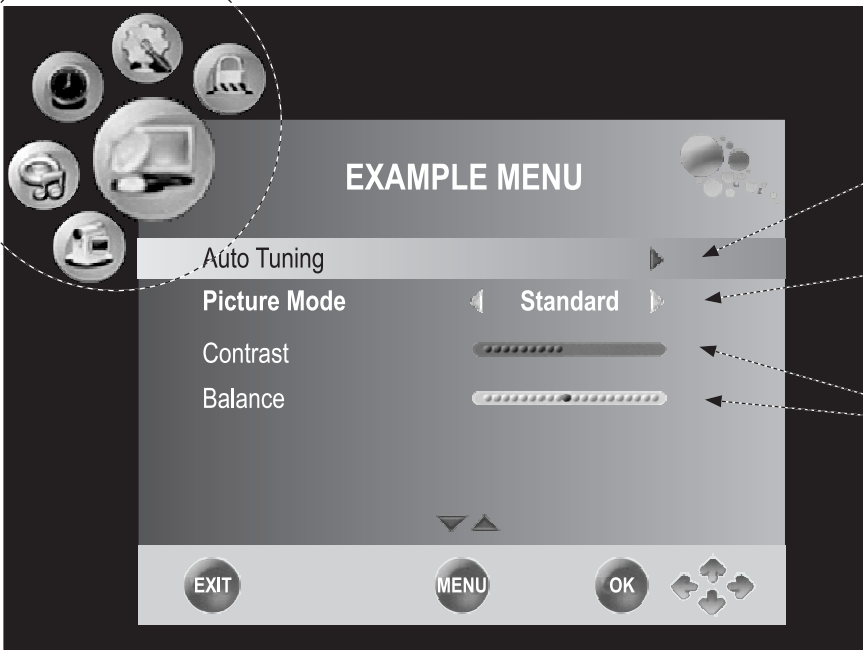 EXAMPLE MENU
Auto Tuning
Picture Mode Standard
Contrast
Balance
EXIT MENU OK